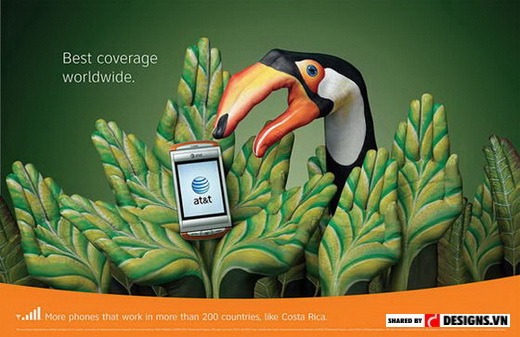 Best coverage
worldwide.
at&t
at&t
More phones that work in more than 200 countries, like Costa Rica.
SHARED BY DESIGNS.VN